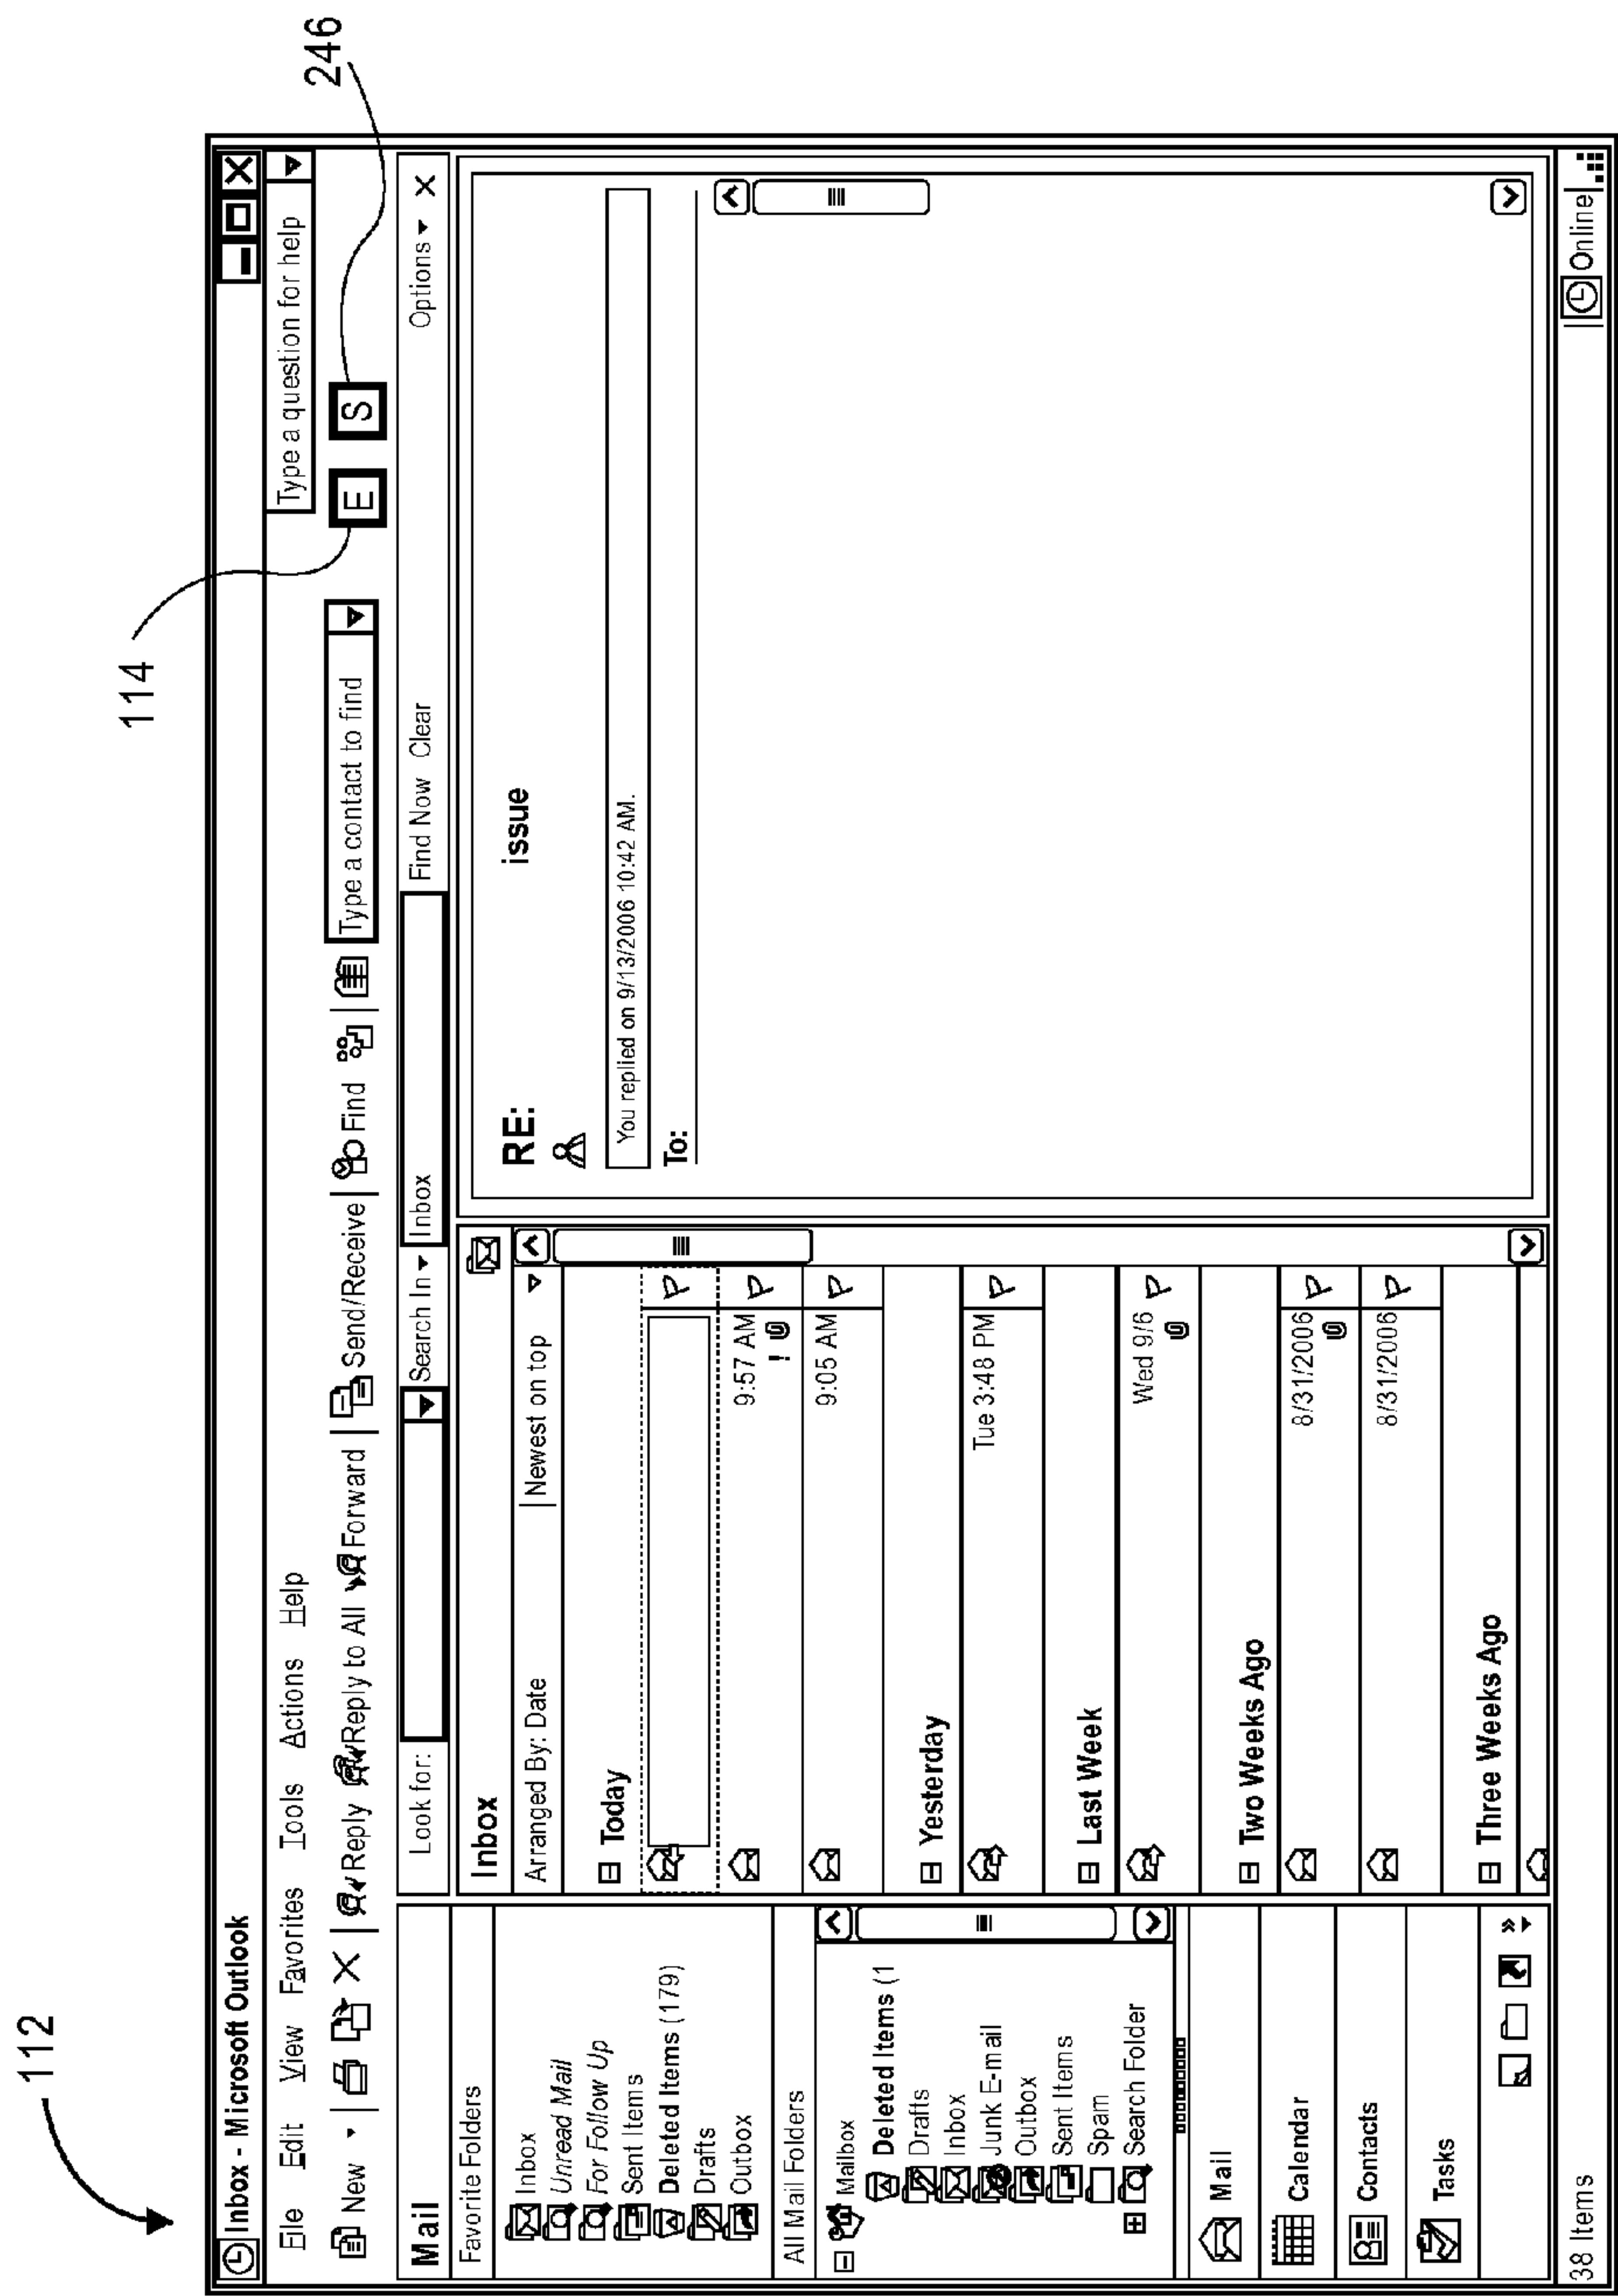 112
114
246
Inbox - Microsoft Outlook
File Edit View Favorites Tools Actions Help
Type a question for help
New Reply Reply to All Forward Send/Receive Find Type a contact to find E S
Look for: Search In Inbox Find Now Clear Options
Mail
Favorite Folders
Inbox
Unread Mail
For Follow Up
Sent Items
Deleted Items (179)
Drafts
Outbox
All Mail Folders
Mailbox
Deleted Items (1
Drafts
Inbox
Junk E-mail
Outbox
Sent Items
Spam
Search Folder
Mail
Calendar
Contacts
Tasks
Inbox
Arranged By: Date Newest on top
Today
9:57 AM
!
9:05 AM
Yesterday
Tue 3:48 PM
Last Week
Wed 9/6
Two Weeks Ago
8/31/2006
8/31/2006
Three Weeks Ago
RE: issue
You replied on 9/13/2006 10:42 AM.
To:
38 Items
Online